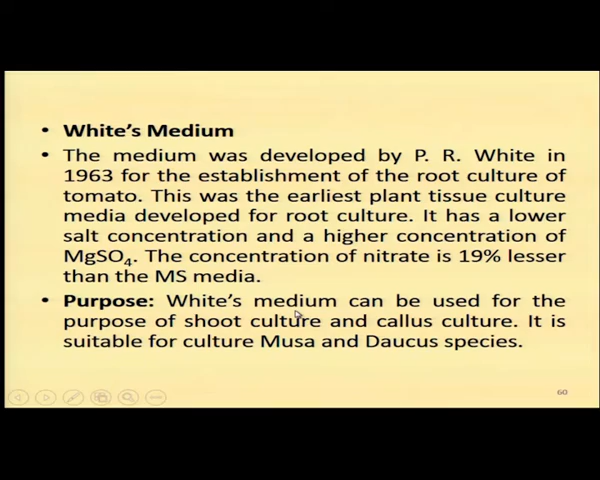 • White's Medium
• The medium was developed by P. R. White in
1963 for the establishment of the root culture of
tomato. This was the earliest plant tissue culture
media developed for root culture. It has a lower
salt concentration and a higher concentration of
MgSO4. The concentration of nitrate is 19% lesser
than the MS media.
• Purpose: White's medium can be used for the
purpose of shoot culture and callus culture. It is
suitable for culture Musa and Daucus species.
60